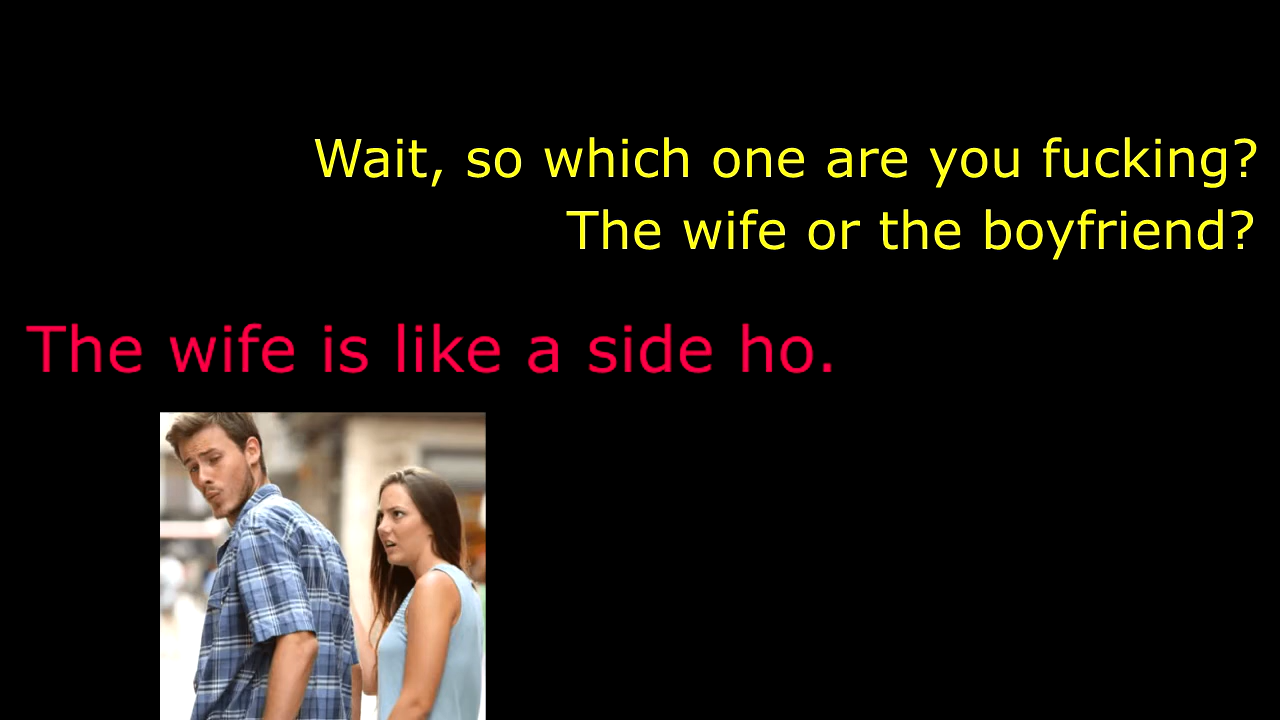 Wait, so which one are you fucking?
The wife or the boyfriend?
The wife is like a side ho.